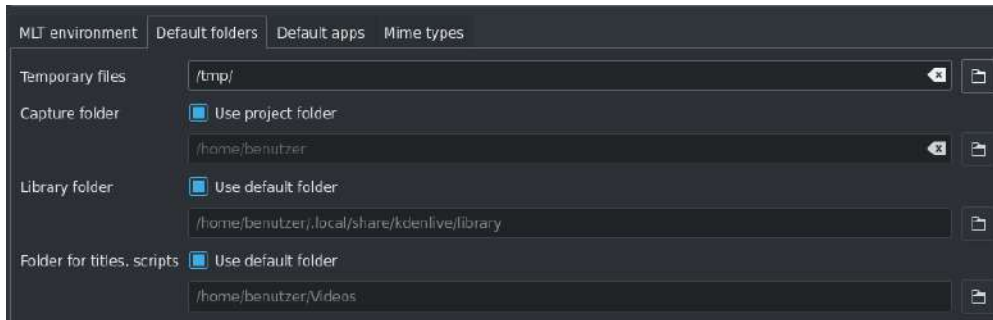 MLT environment Default folders Default apps Mime types
Temporary files /tmp/
Capture folder Use project folder
/home/benutzer
Library folder Use default folder
/home/benutzer/.local/share/kdenlive/library
Folder for titles, scripts Use default folder
/home/benutzer/Videos